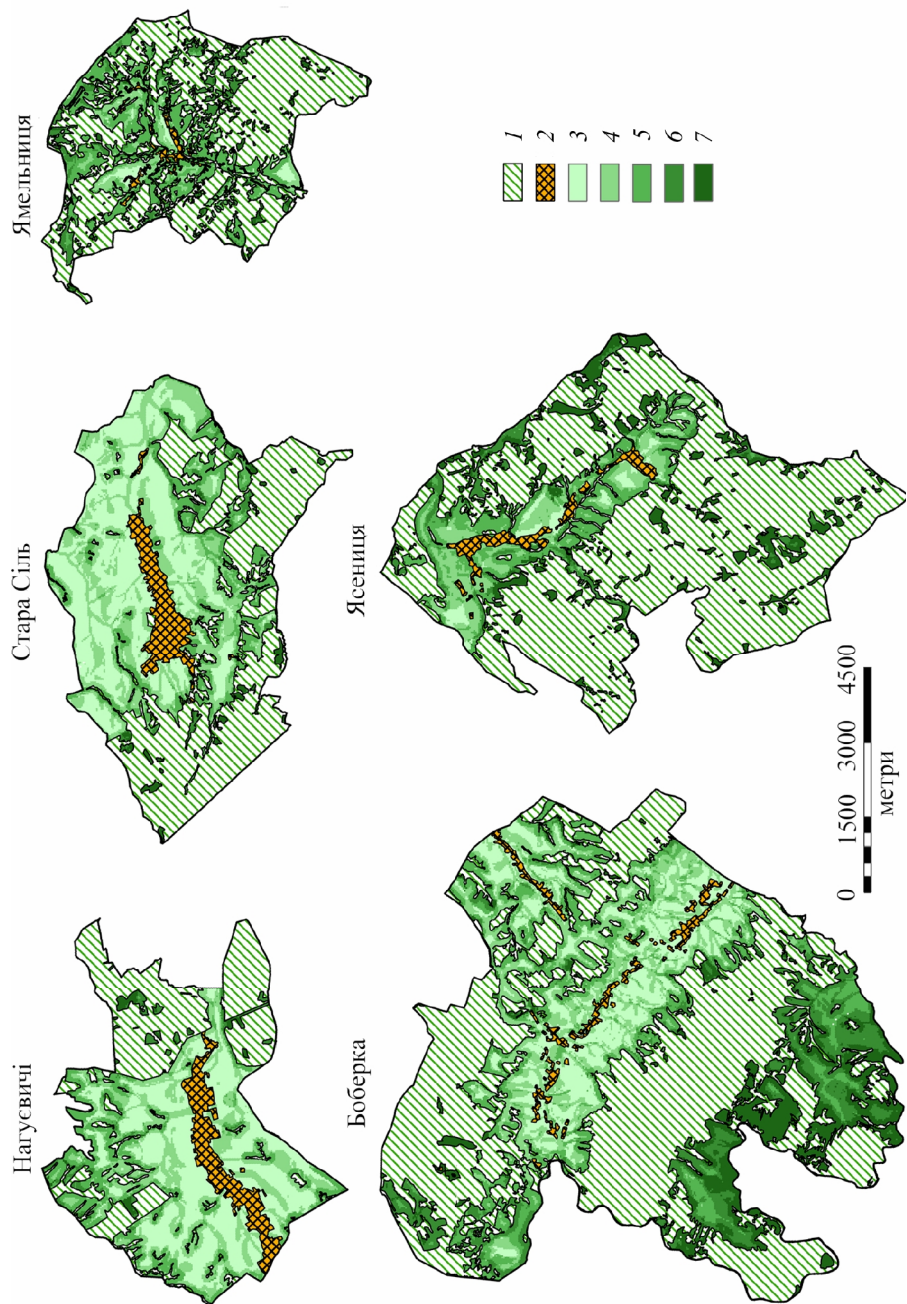 Нагуєвичі
Стара Сіль
Ямельниця
Боберка
Ясениця
1
2
3
4
5
6
7
0 1500 3000 4500
метри